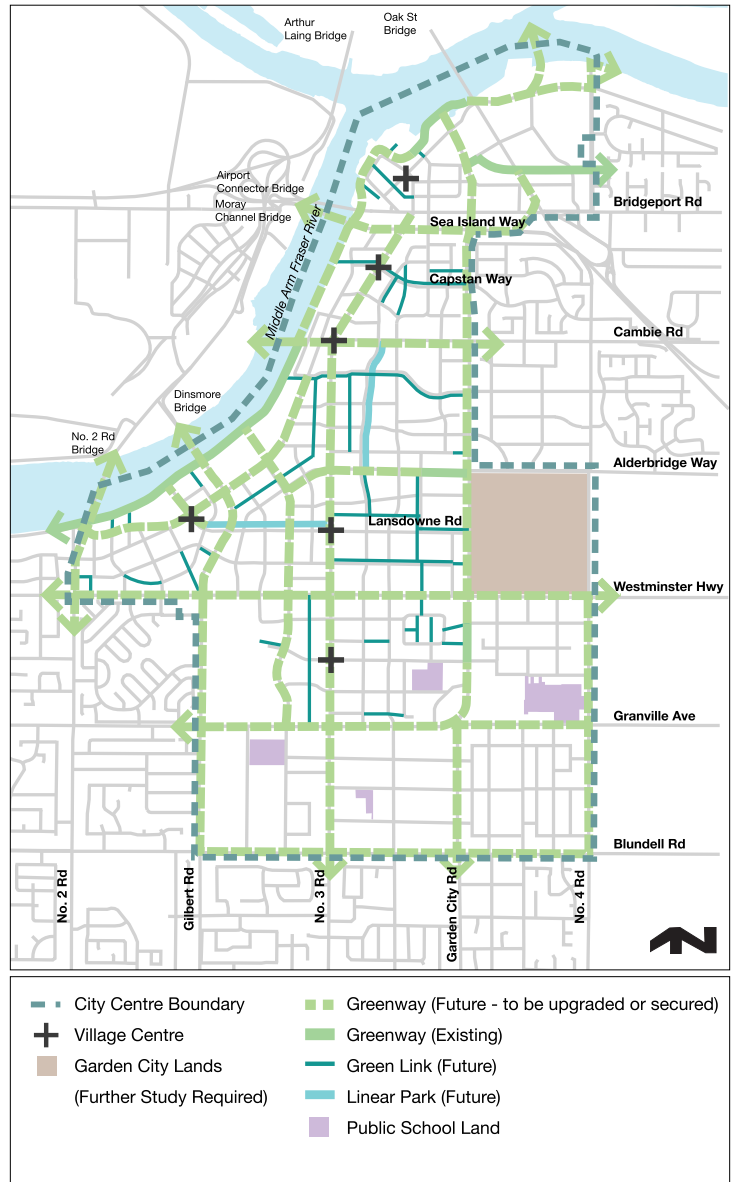 Arthur
Laing Bridge
Oak St
Bridge
Airport
Connector Bridge
Moray
Channel Bridge
Bridgeport Rd
Sea Island Way
Middle Arm Fraser River
Capstan Way
Cambie Rd
Dinsmore
Bridge
No. 2 Rd
Bridge
Alderbridge Way
Lansdowne Rd
Westminster Hwy
Granville Ave
Blundell Rd
No. 2 Rd
Gilbert Rd
No. 3 Rd
Garden City Rd
No. 4 Rd
N
City Centre Boundary
Village Centre
Garden City Lands
(Further Study Required)
Greenway (Future - to be upgraded or secured)
Greenway (Existing)
Green Link (Future)
Linear Park (Future)
Public School Land